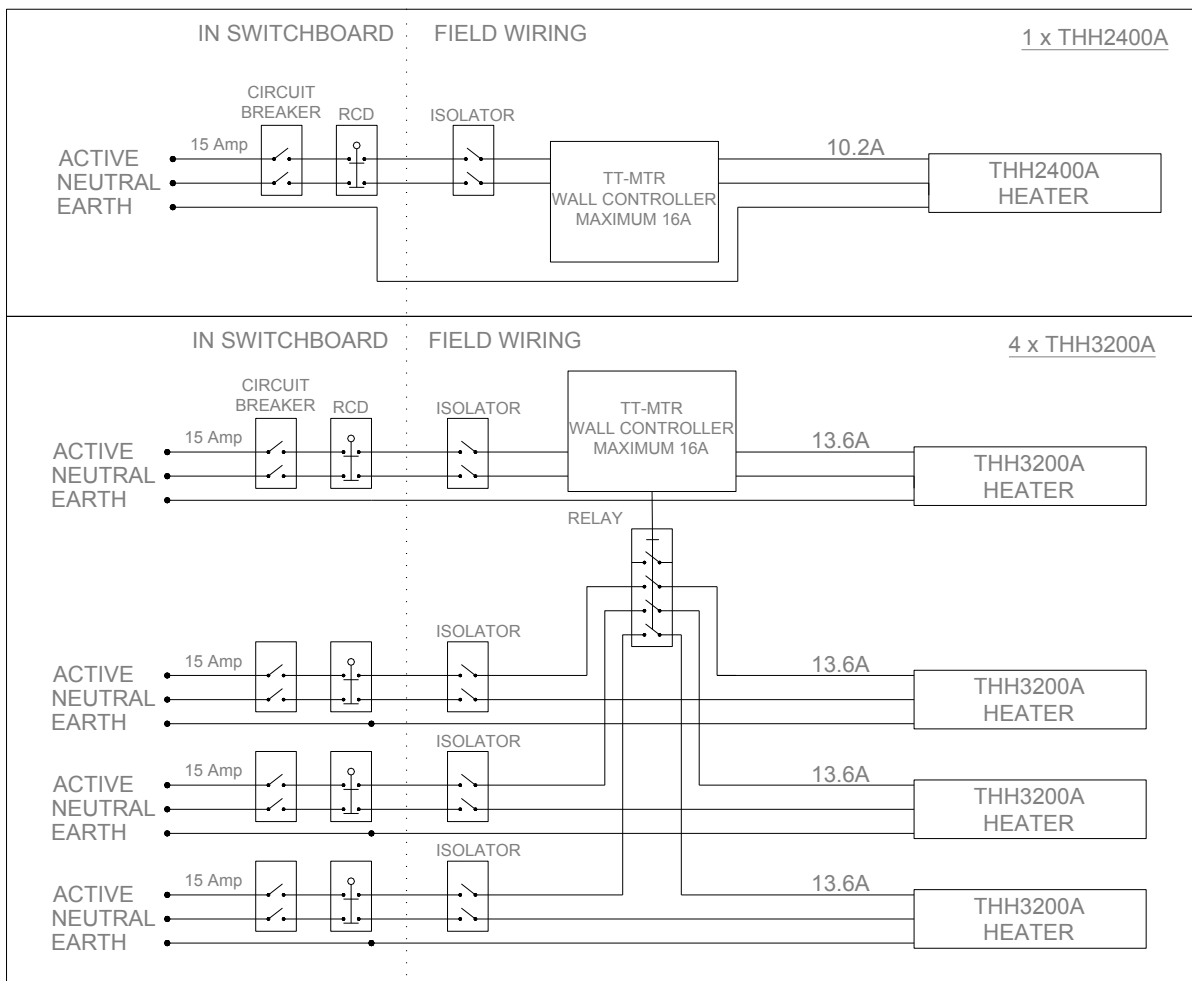 IN SWITCHBOARD
FIELD WIRING
1 x THH2400A
CIRCUIT
BREAKER
RCD
ISOLATOR
15 Amp
10.2A
ACTIVE
NEUTRAL
EARTH
TT-MTR
WALL CONTROLLER
MAXIMUM 16A
THH2400A
HEATER
IN SWITCHBOARD
FIELD WIRING
4 x THH3200A
CIRCUIT
BREAKER
RCD
ISOLATOR
TT-MTR
WALL CONTROLLER
MAXIMUM 16A
15 Amp
13.6A
ACTIVE
NEUTRAL
EARTH
THH3200A
HEATER
RELAY
ISOLATOR
15 Amp
13.6A
ACTIVE
NEUTRAL
EARTH
THH3200A
HEATER
ISOLATOR
15 Amp
13.6A
ACTIVE
NEUTRAL
EARTH
THH3200A
HEATER
ISOLATOR
15 Amp
13.6A
ACTIVE
NEUTRAL
EARTH
THH3200A
HEATER